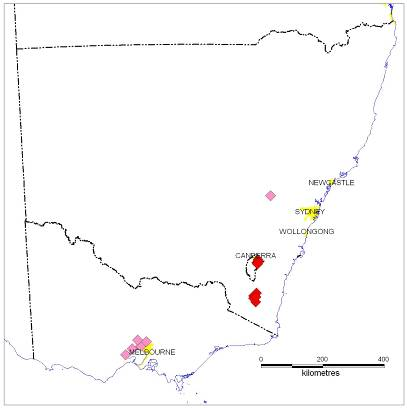 NEWCASTLE
SYDNEY
WOLLONGONG
CANBERRA
MELBOURNE
0 200 400
kilometres